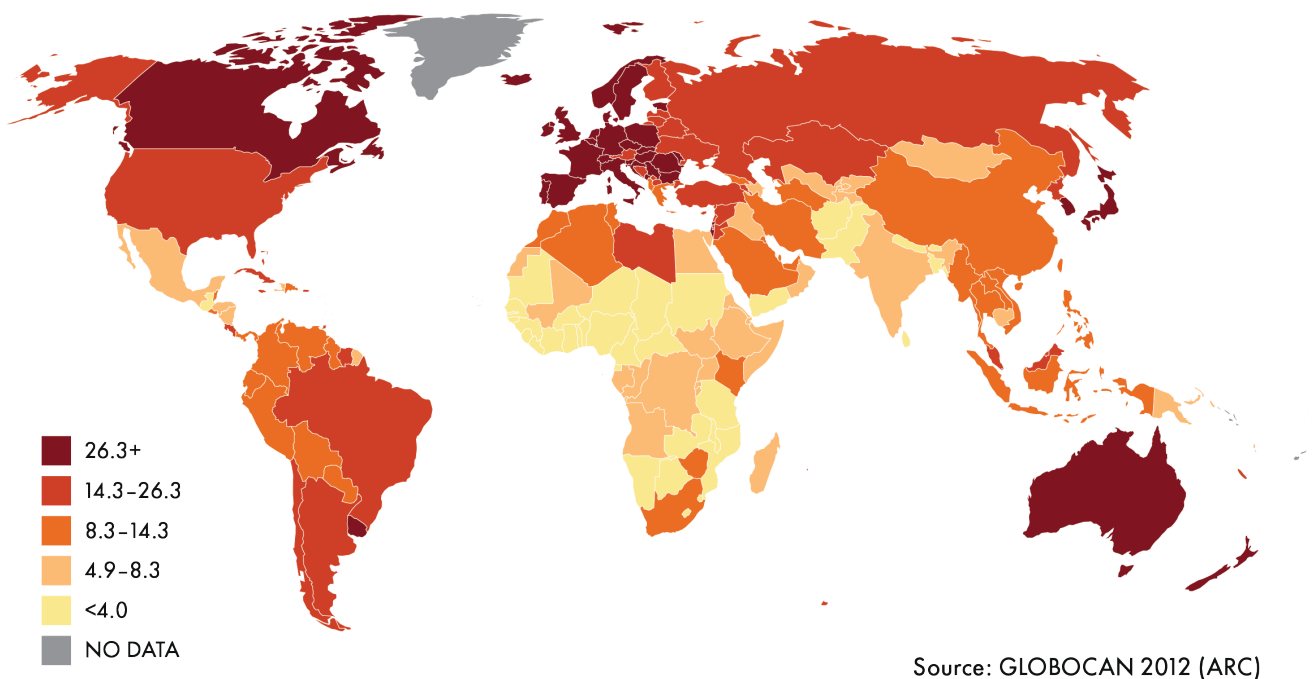 26.3+
14.3–26.3
8.3–14.3
4.9–8.3
<4.0
NO DATA
Source: GLOBOCAN 2012 (ARC)